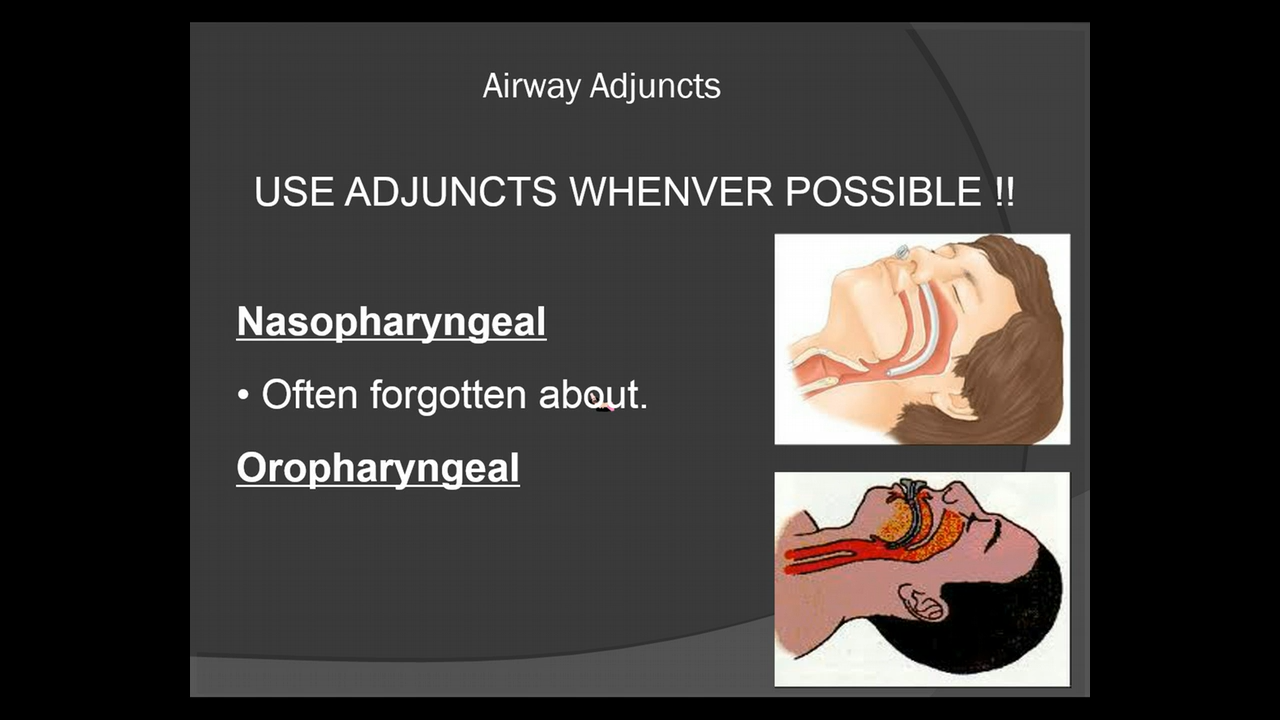 Airway Adjuncts
USE ADJUNCTS WHENVER POSSIBLE !!
Nasopharyngeal
• Often forgotten about.
Oropharyngeal